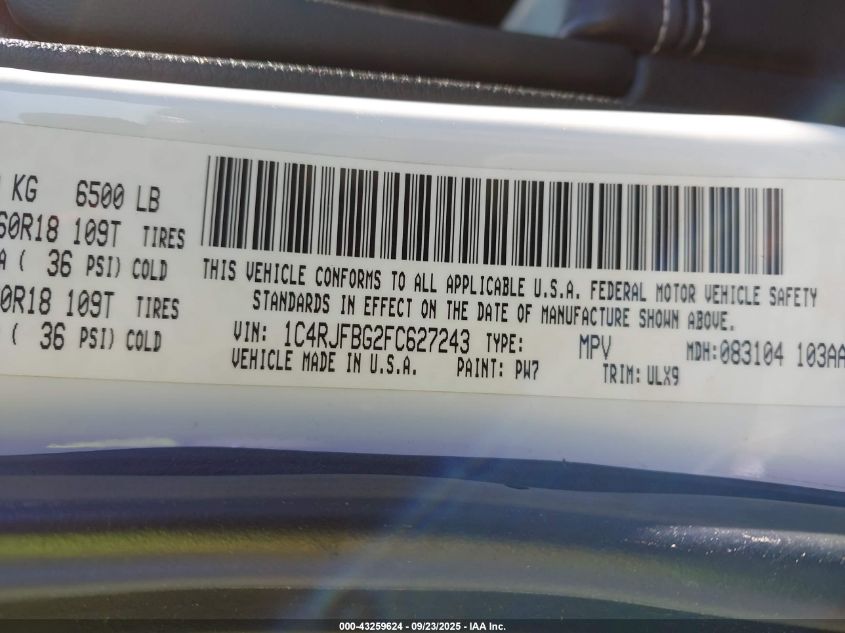 KG 6500 LB
60R18 109T TIRES
A ( 36 PSI) COLD
0R18 109T TIRES
( 36 PSI) COLD
THIS VEHICLE CONFORMS TO ALL APPLICABLE U.S.A. FEDERAL MOTOR VEHICLE SAFETY
STANDARDS IN EFFECT ON THE DATE OF MANUFACTURE SHOWN ABOVE.
VIN: 1C4RJFBG2FC627243 TYPE: MPV MDH:083104 103AA
VEHICLE MADE IN U.S.A. PAINT: PW7 TRIM: ULX9
000-43259624 - 09/23/2025 - IAA Inc.